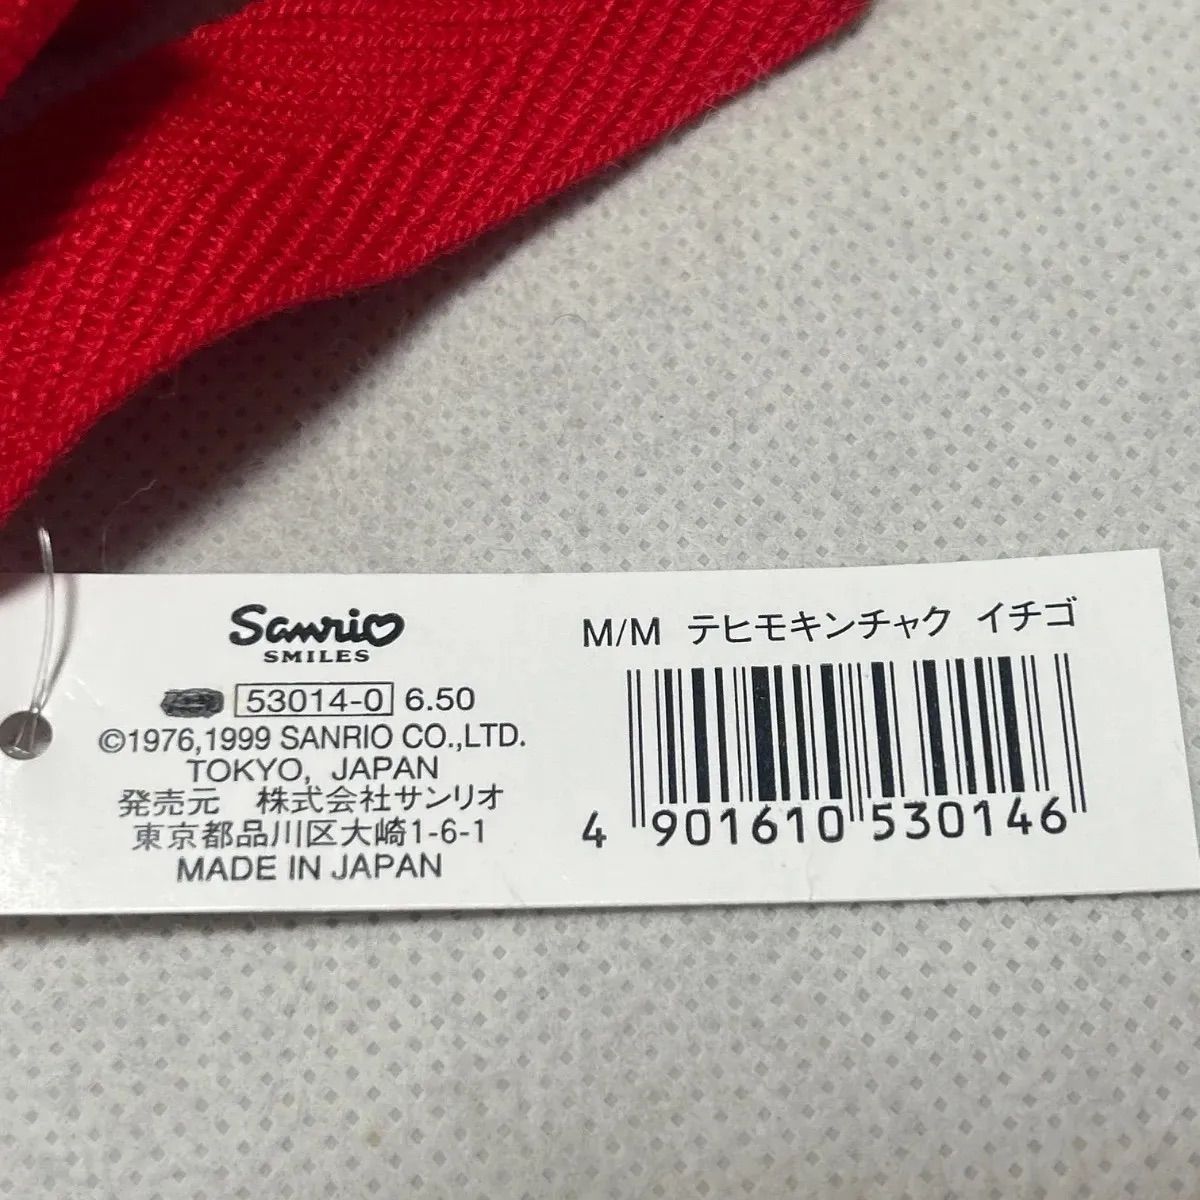 Sanrio
SMILES
53014-0 6.50
©1976,1999 SANRIO CO.,LTD.
TOKYO, JAPAN
発売元 株式会社サンリオ
東京都品川区大崎1-6-1
MADE IN JAPAN
M/M テヒモキンチャク イチゴ
4 901610 530146